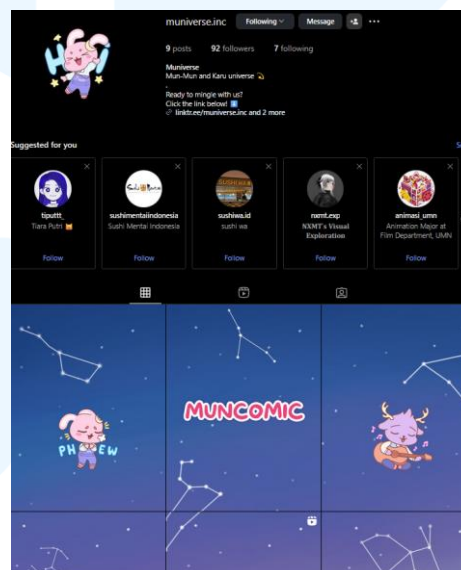 HI
muniverse.inc Following Message
9 posts 92 followers 7 following
Muniverse
Mun-Mun and Karu universe
.
Ready to mingle with us?
Click the link below!
linktr.ee/muniverse.inc and 2 more
Suggested for you
tiputtt_
Tiara Putri
Follow
sushimentaiindonesia
Sushi Mental Indonesia
Follow
SUSHIWA
sushiwa.id
sushi wa
Follow
nxmt.exp
NXMT's Visual
Exploration
Follow
animasi_umn
Animation Major at
Film Department, UMN
Follow
PHEW
MUNCOMIC